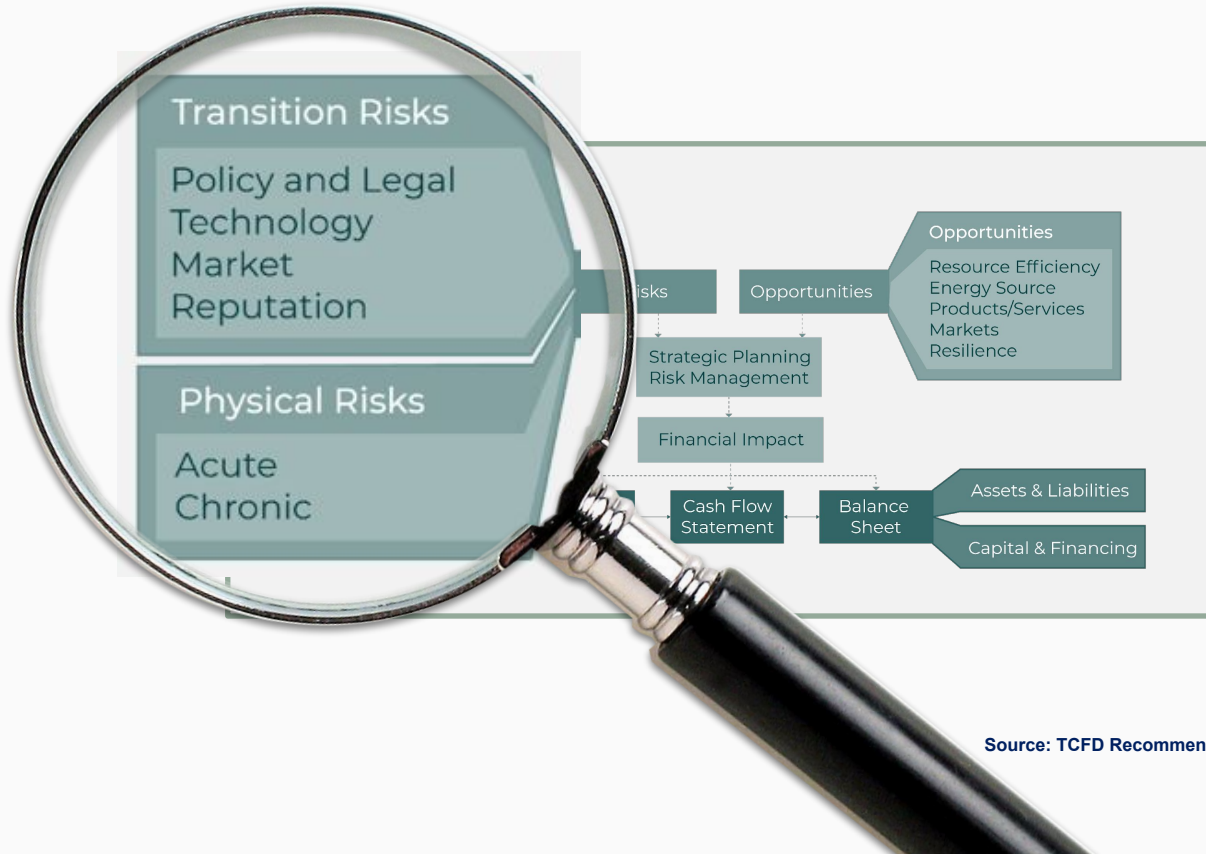 Transition Risks
Policy and Legal
Technology
Market
Reputation
Physical Risks
Acute
Chronic
isks
Opportunities
Opportunities
Resource Efficiency
Energy Source
Products/Services
Markets
Resilience
Strategic Planning
Risk Management
Financial Impact
Cash Flow
Statement
Balance
Sheet
Assets & Liabilities
Capital & Financing
Source: TCFD Recommen